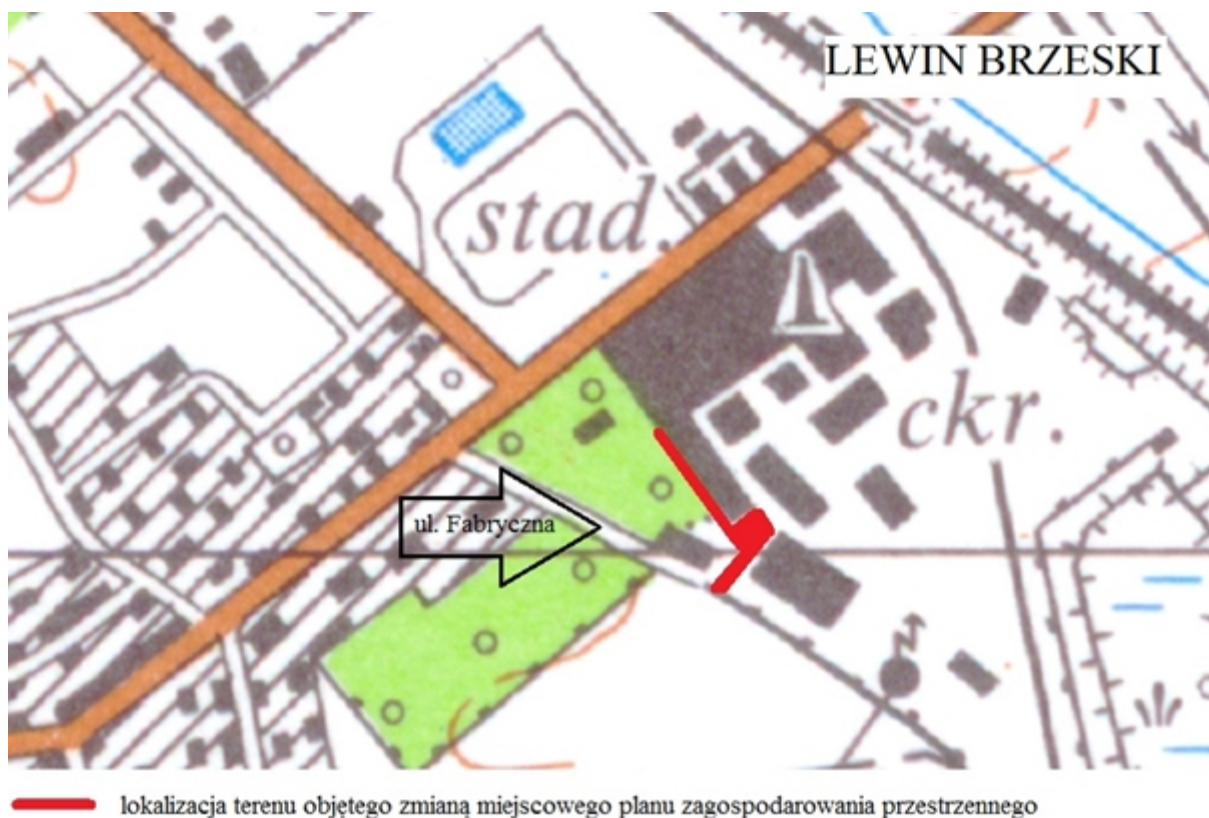 LEWIN BRZESKI
stad.
ckr.
ul. Fabryczna
lokalizacja terenu objętego zmianą miejscowego planu zagospodarowania przestrzennego